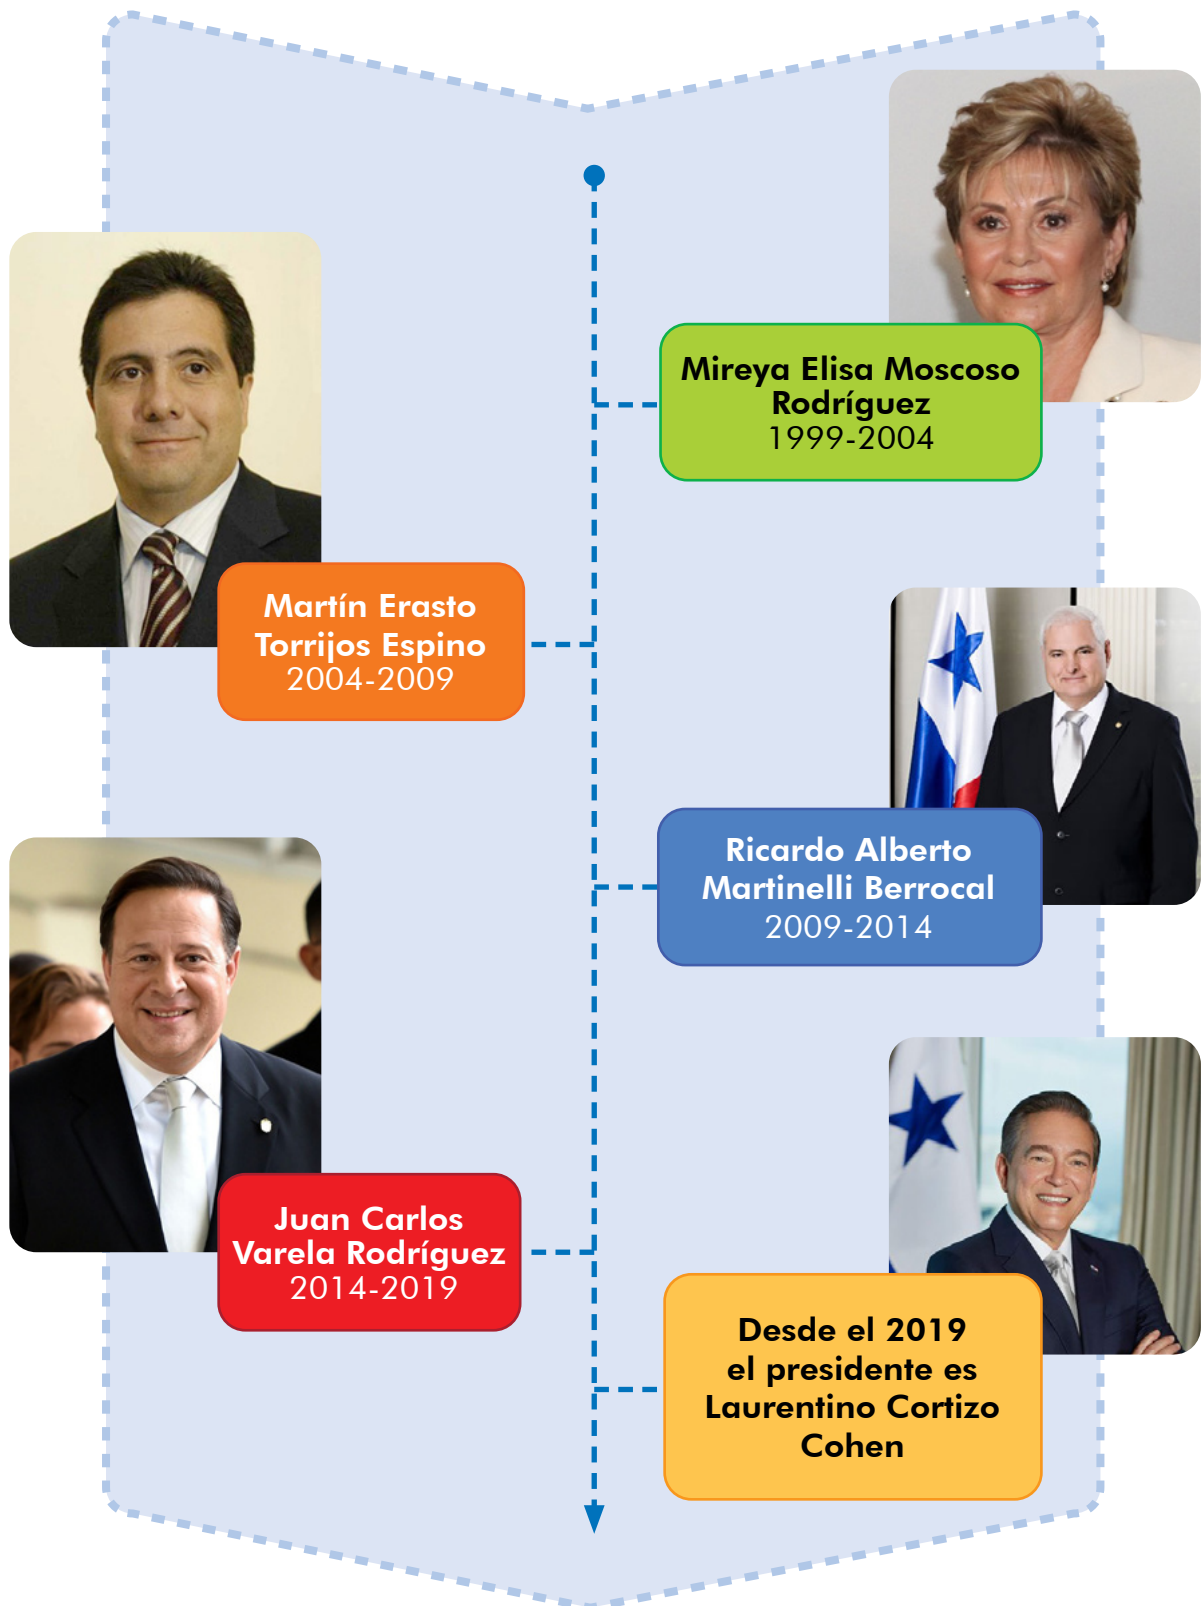 Mireya Elisa Moscoso
Rodríguez
1999-2004
Martín Erasto
Torrijos Espino
2004-2009
Ricardo Alberto
Martinelli Berrocal
2009-2014
Juan Carlos
Varela Rodríguez
2014-2019
Desde el 2019
el presidente es
Laurentino Cortizo
Cohen